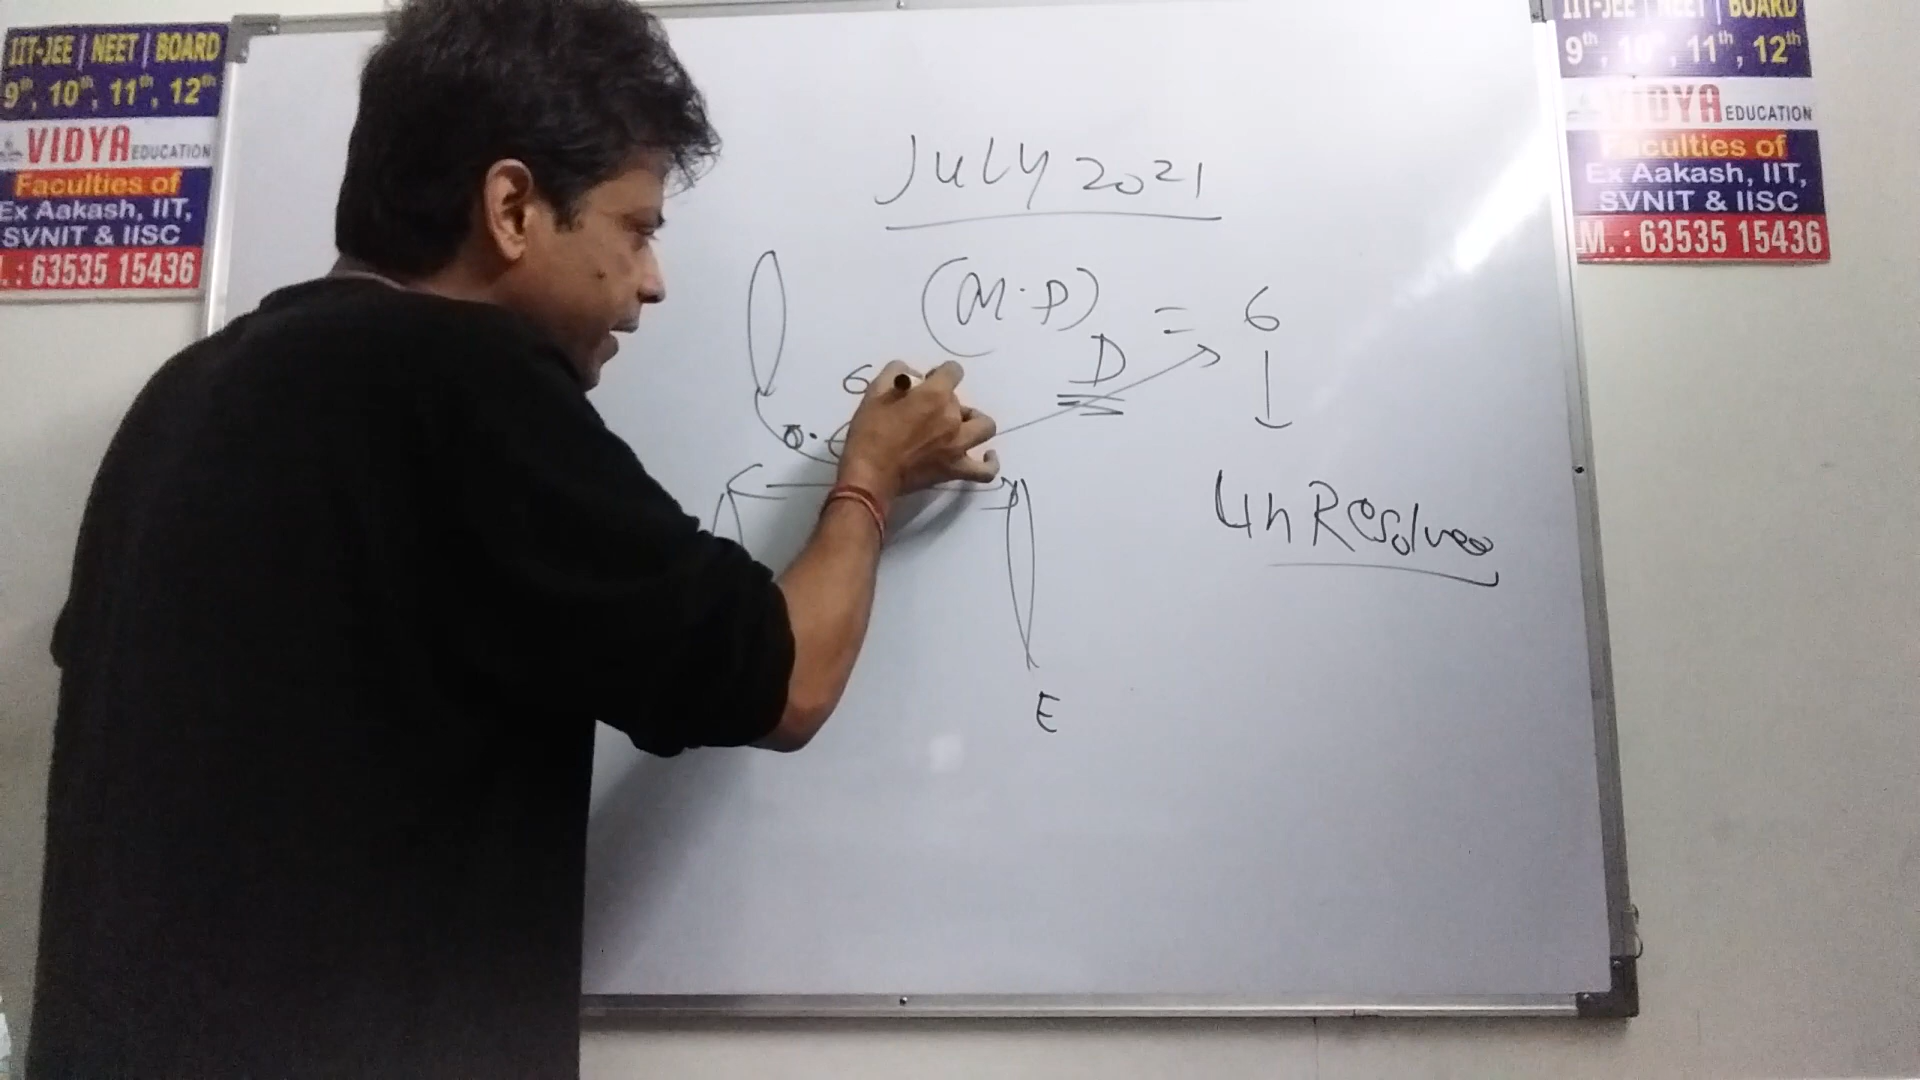 IIT-JEE | NEET | BOARD
9th, 10th, 11th, 12th
VIDYA EDUCATION
Faculties of
Ex Aakash, IIT,
SVNIT & IISC
.: 63535 15436
JULY 2021
(M.P) = 6
D
6
0.
UnResolved
E
IIT-JEE | NEET | BOARD
9th, 10th, 11th, 12th
VIDYA EDUCATION
Faculties of
Ex Aakash, IIT,
SVNIT & IISC
M.: 63535 15436